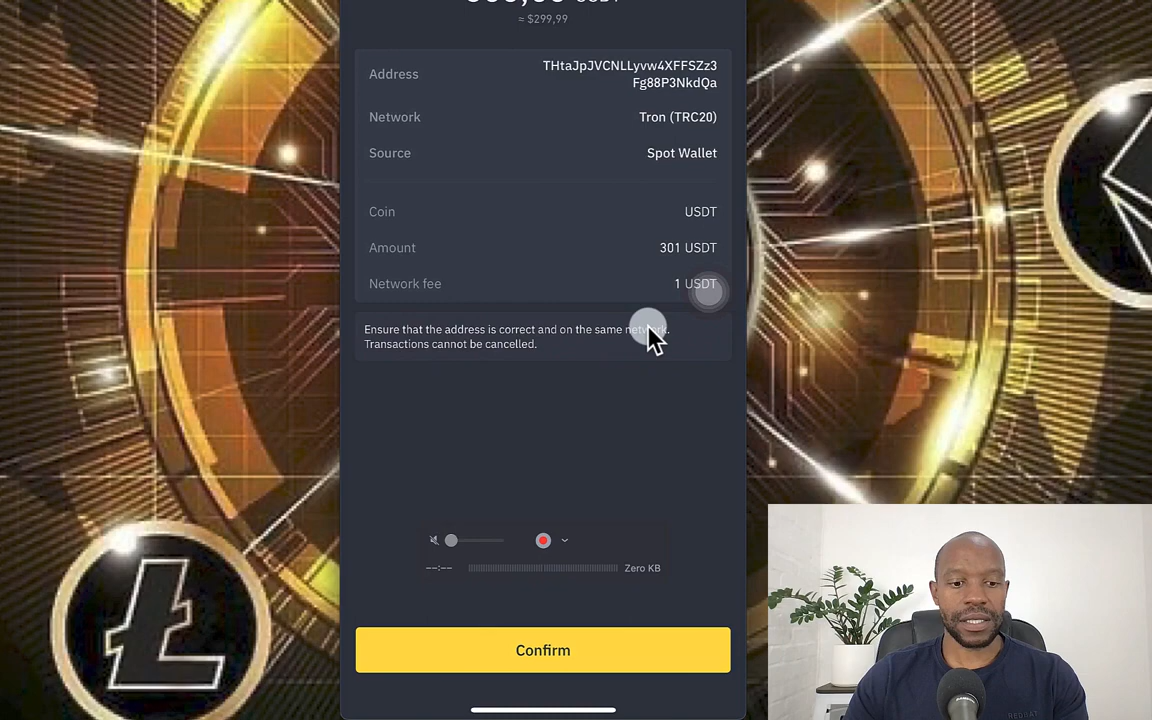 ≈ $299,99
Address
THtaJpJVCNLLyvw4XFFSZz3
Fg88P3NkdQa
Network
Tron (TRC20)
Source
Spot Wallet
Coin
USDT
Amount
301 USDT
Network fee
1 USDT
Ensure that the address is correct and on the same network.
Transactions cannot be cancelled.
--:--
Zero KB
Confirm